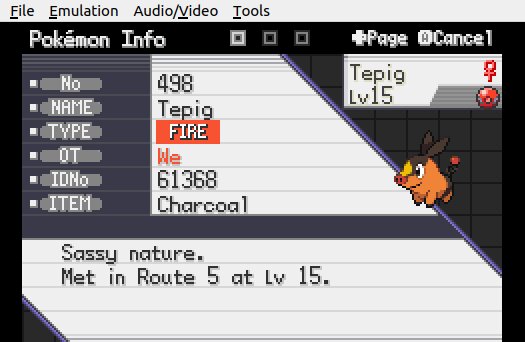 File Emulation Audio/Video Tools
Pokémon Info Page A Cancel
Tepig ♀
Lv15
No 498
NAME Tepig
TYPE FIRE
OT We
IDNo 61368
ITEM Charcoal
Sassy nature.
Met in Route 5 at Lv 15.